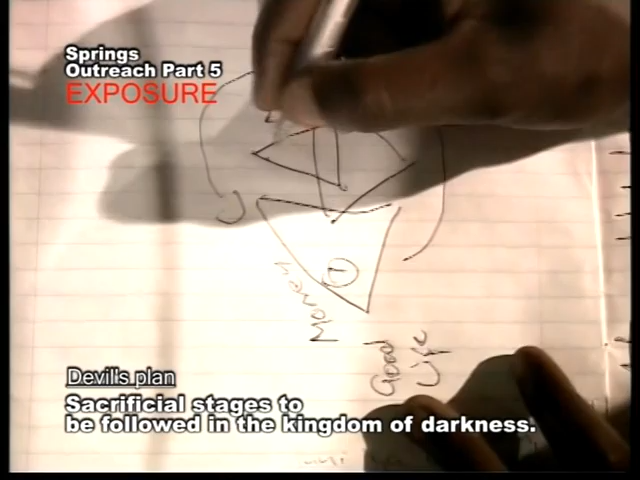 Springs
Outreach Part 5
EXPOSURE
1
Money
Good
Life
Devil's plan
Sacrificial stages to
be followed in the kingdom of darkness.